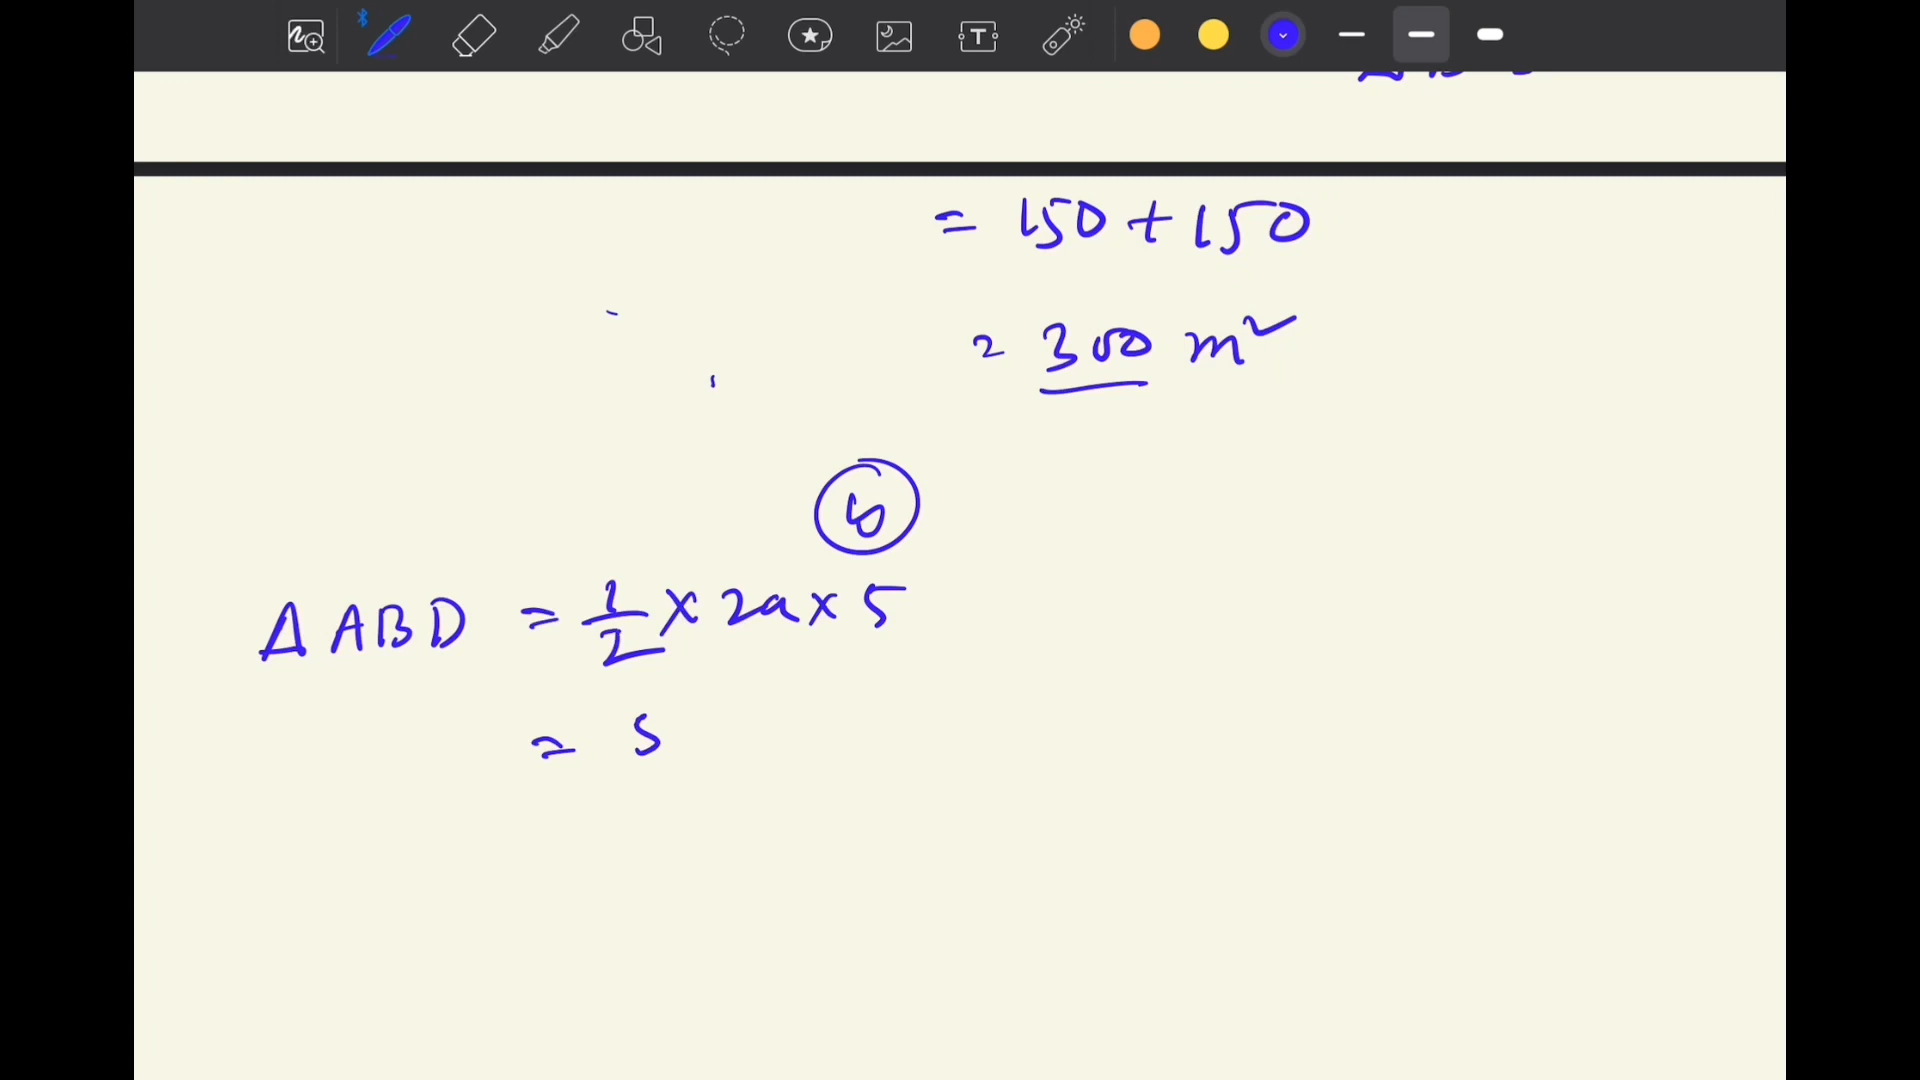 = 150 + 150
= 300 m²
6
Δ ABD = 1/2 × 2a × 5
= 5